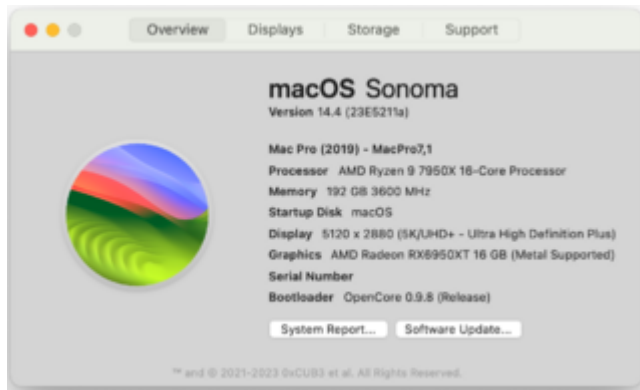 Overview Displays Storage Support
macOS Sonoma
Version 14.4 (23E5211a)
Mac Pro (2019) - MacPro7,1
Processor AMD Ryzen 9 7950X 16-Core Processor
Memory 192 GB 3600 MHz
Startup Disk macOS
Display 5120 x 2880 (5K/UHD+ - Ultra High Definition Plus)
Graphics AMD Radeon RX6950XT 16 GB (Metal Supported)
Serial Number
Bootloader OpenCore 0.9.8 (Release)
System Report... Software Update...
™ and © 2021-2023 0xCUB3 et al. All Rights Reserved.